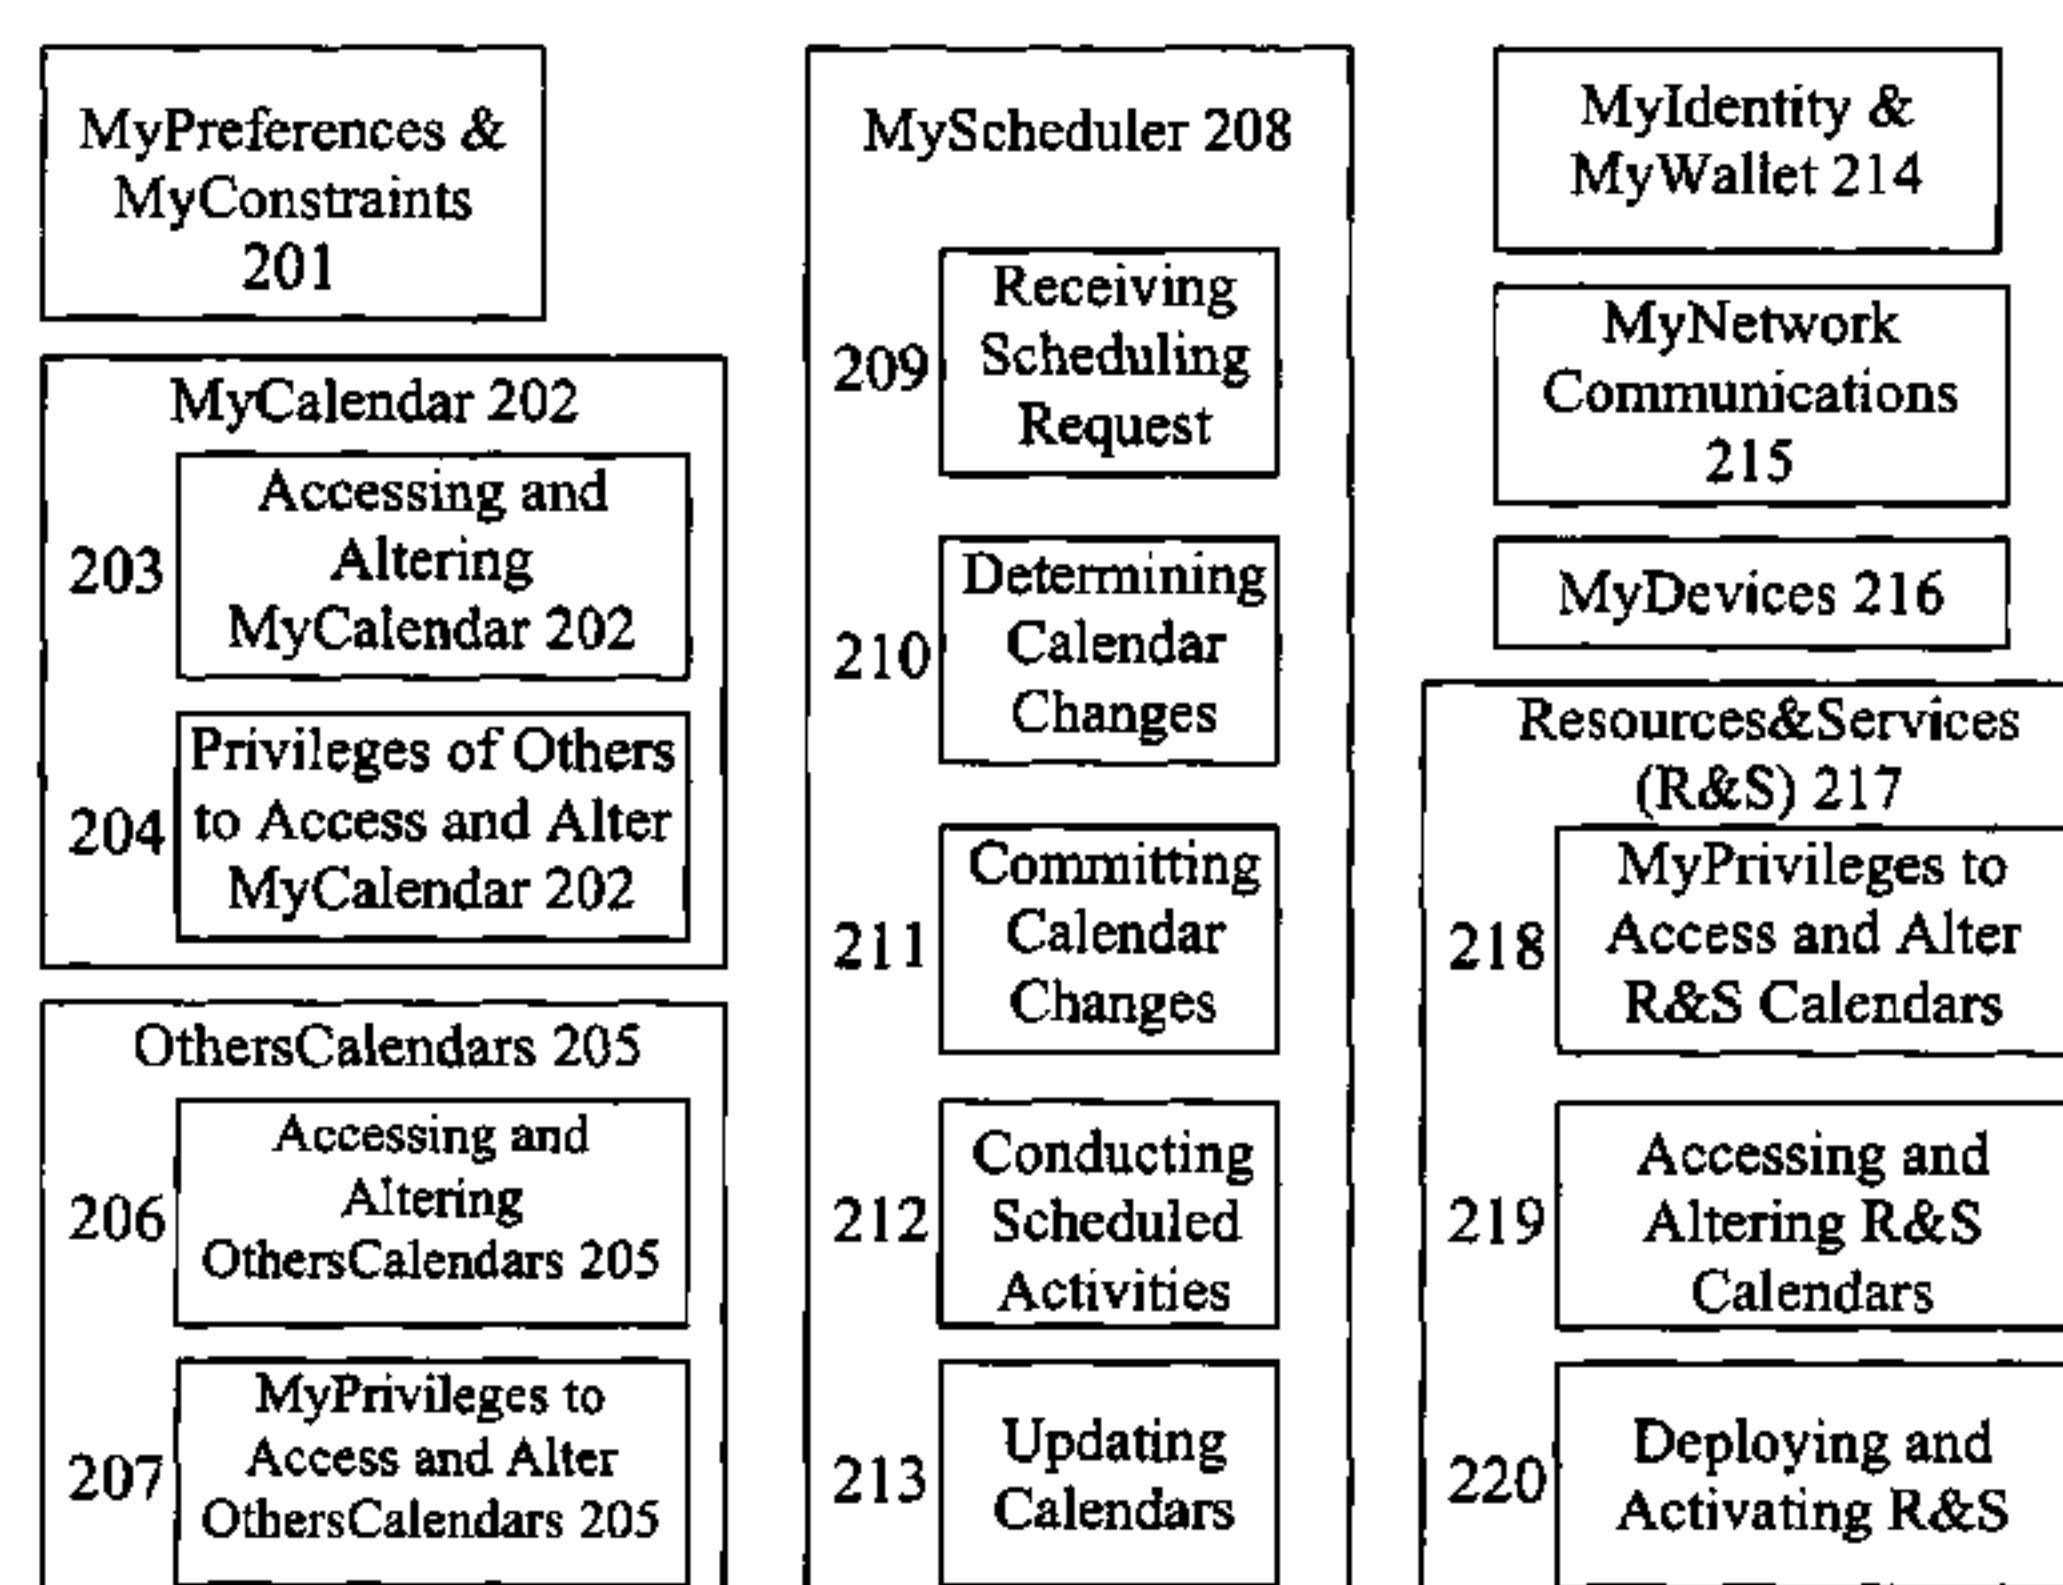 MyPreferences &
MyConstraints
201
MyCalendar 202
203
Accessing and
Altering
MyCalendar 202
204
Privileges of Others
to Access and Alter
MyCalendar 202
OthersCalendars 205
206
Accessing and
Altering
OthersCalendars 205
207
MyPrivileges to
Access and Alter
OthersCalendars 205
MyScheduler 208
209
Receiving
Scheduling
Request
210
Determining
Calendar
Changes
211
Committing
Calendar
Changes
212
Conducting
Scheduled
Activities
213
Updating
Calendars
MyIdentity &
MyWallet 214
MyNetwork
Communications
215
MyDevices 216
Resources&Services
(R&S) 217
218
MyPrivileges to
Access and Alter
R&S Calendars
219
Accessing and
Altering R&S
Calendars
220
Deploying and
Activating R&S